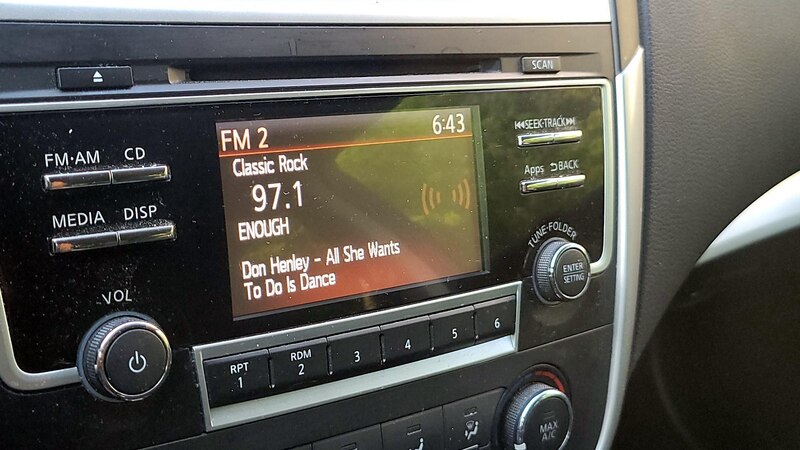 SCAN
FM 2 6:43
SEEK·TRACK
FM·AM CD
Classic Rock
Apps BACK
97.1
MEDIA DISP
ENOUGH
TUNE·FOLDER
Don Henley - All She Wants
To Do Is Dance
ENTER
SETTING
VOL
RPT
1
RDM
2
3
4
5
6
MAX
A/C